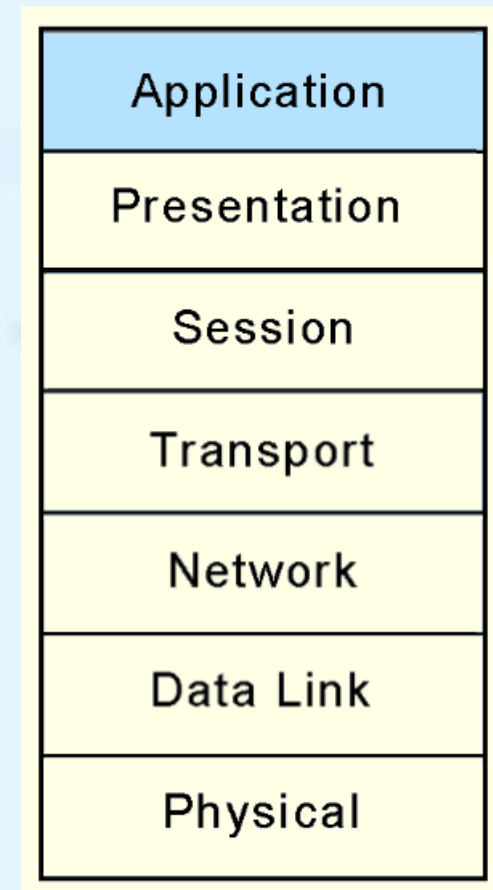 Application
Presentation
Session
Transport
Network
Data Link
Physical